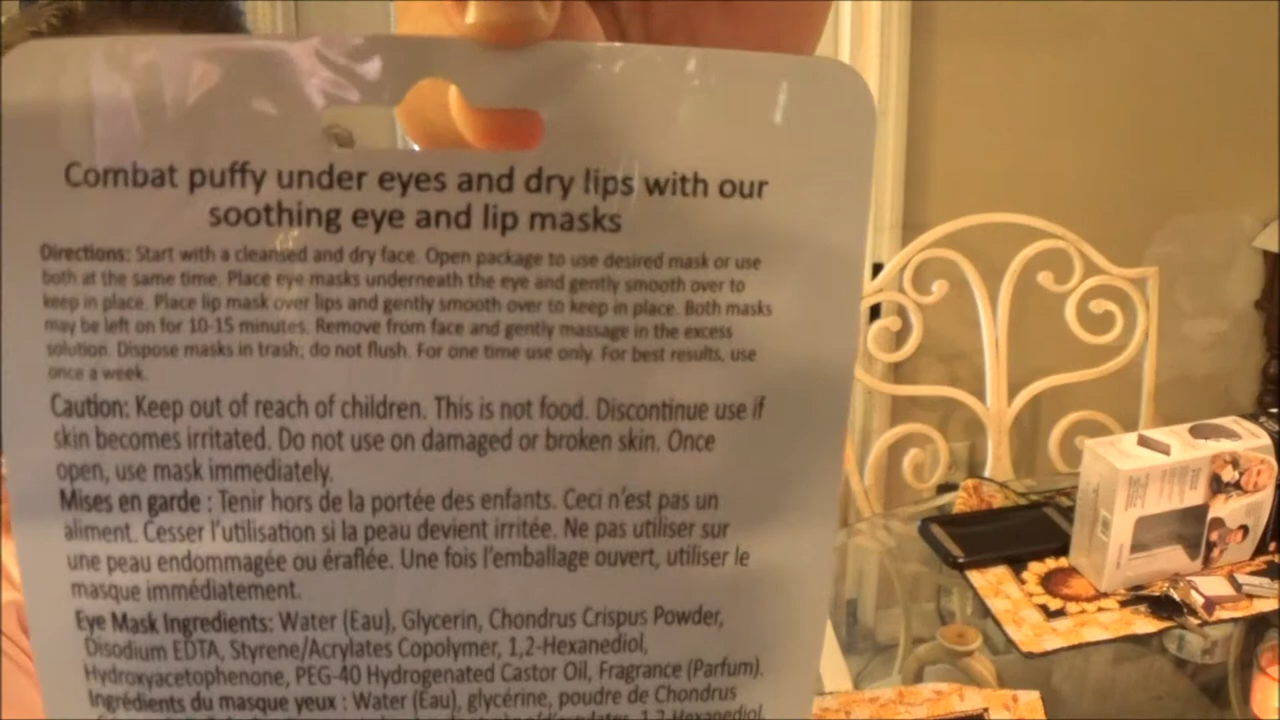 Combat puffy under eyes and dry lips with our
soothing eye and lip masks
Directions: Start with a cleansed and dry face. Open package to use desired mask or use
both at the same time. Place eye masks underneath the eye and gently smooth over to
keep in place. Place lip mask over lips and gently smooth over to keep in place. Both masks
may be left on for 10-15 minutes. Remove from face and gently massage in the excess
solution. Dispose masks in trash; do not flush. For one time use only. For best results, use
once a week.
Caution: Keep out of reach of children. This is not food. Discontinue use if
skin becomes irritated. Do not use on damaged or broken skin. Once
open, use mask immediately.
Mises en garde : Tenir hors de la portée des enfants. Ceci n'est pas un
aliment. Cesser l'utilisation si la peau devient irritée. Ne pas utiliser sur
une peau endommagée ou éraflée. Une fois l'emballage ouvert, utiliser le
masque immédiatement.
Eye Mask Ingredients: Water (Eau), Glycerin, Chondrus Crispus Powder,
Disodium EDTA, Styrene/Acrylates Copolymer, 1,2-Hexanediol,
Hydroxyacetophenone, PEG-40 Hydrogenated Castor Oil, Fragrance (Parfum).
Ingrédients du masque yeux : Water (Eau), glycérine, poudre de Chondrus
1,2-Hexanediol,